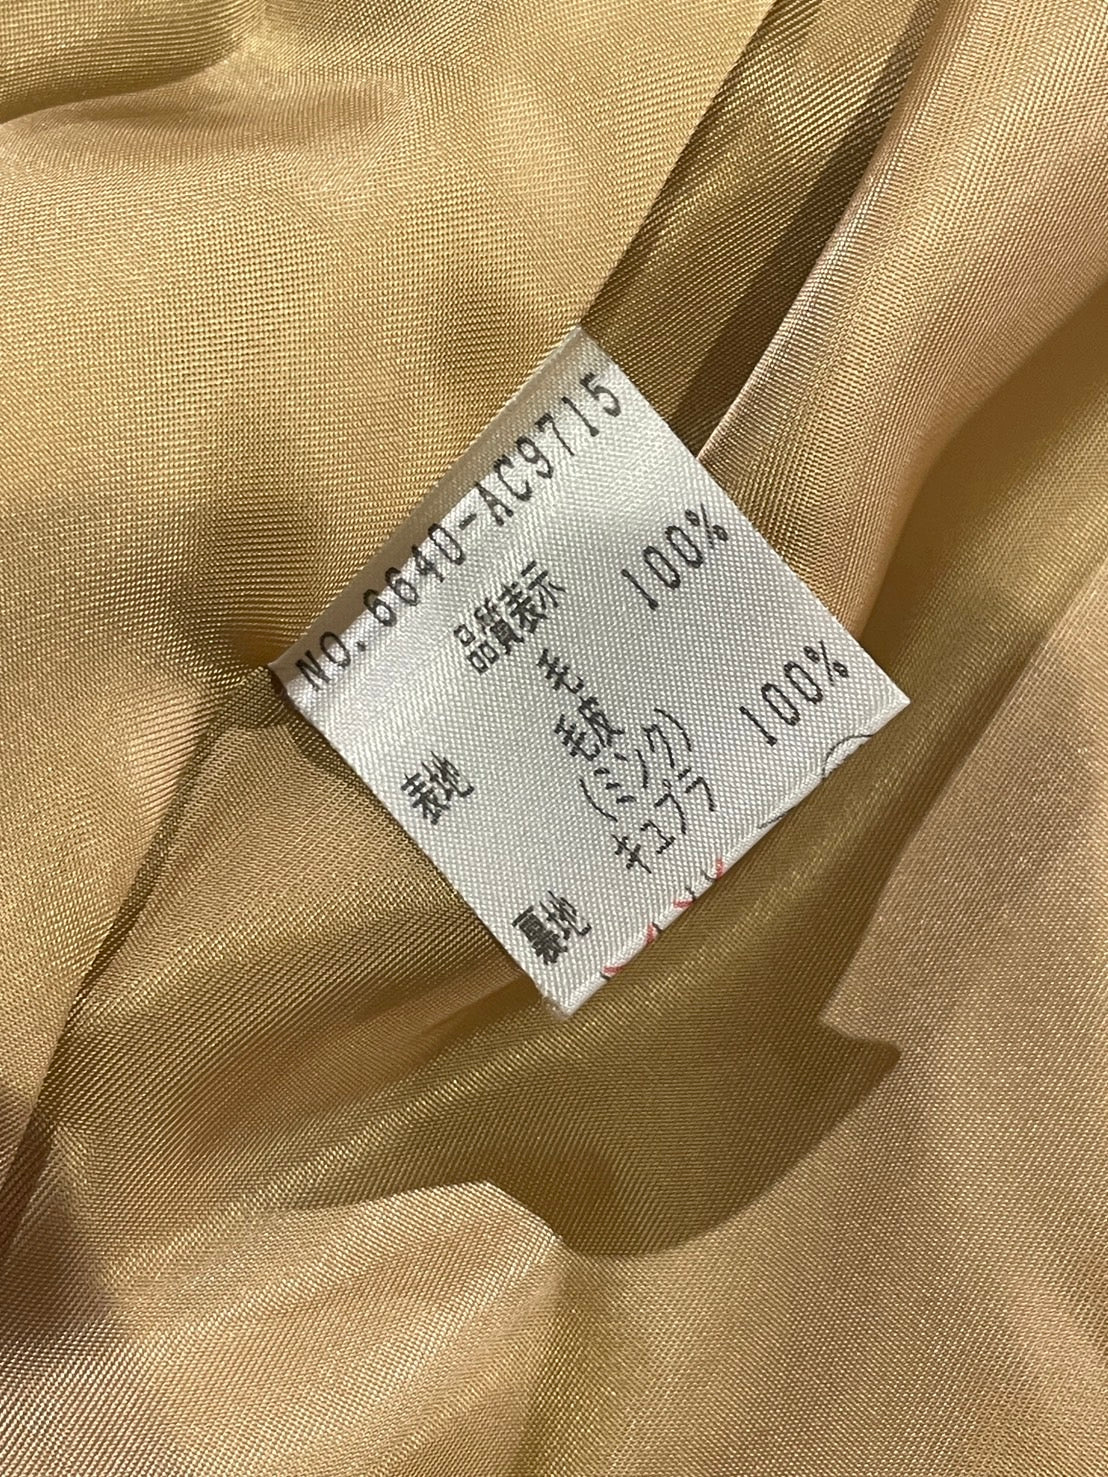 NO.6640-AC9715
品質表示
表地 毛 100%
毛皮
(ミンク)
裏地 キュプラ 100%